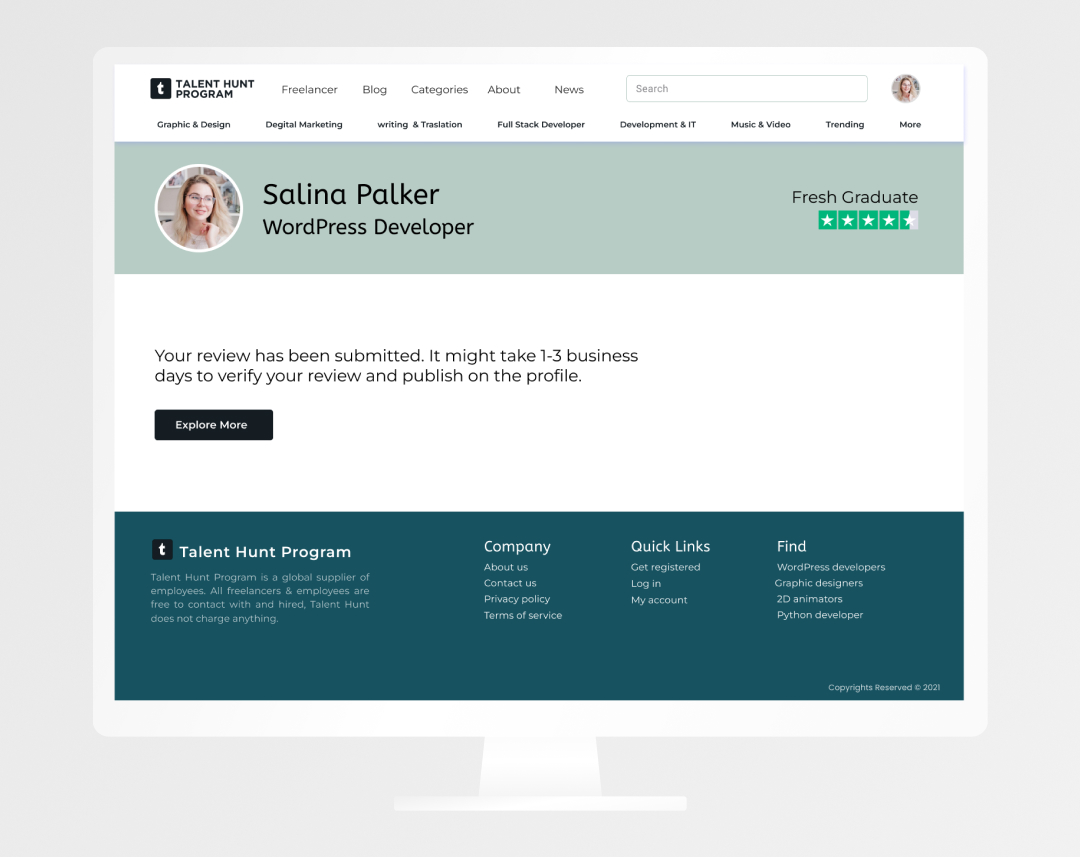 t TALENT HUNT
PROGRAM
Freelancer Blog Categories About News
Search
Graphic & Design Degital Marketing writing & Traslation Full Stack Developer Development & IT Music & Video Trending More
Salina Palker
WordPress Developer
Fresh Graduate
Your review has been submitted. It might take 1-3 business
days to verify your review and publish on the profile.
Explore More
t Talent Hunt Program
Talent Hunt Program is a global supplier of
employees. All freelancers & employees are
free to contact with and hired, Talent Hunt
does not charge anything.
Company
About us
Contact us
Privacy policy
Terms of service
Quick Links
Get registered
Log in
My account
Find
WordPress developers
Graphic designers
2D animators
Python developer
Copyrights Reserved © 2021